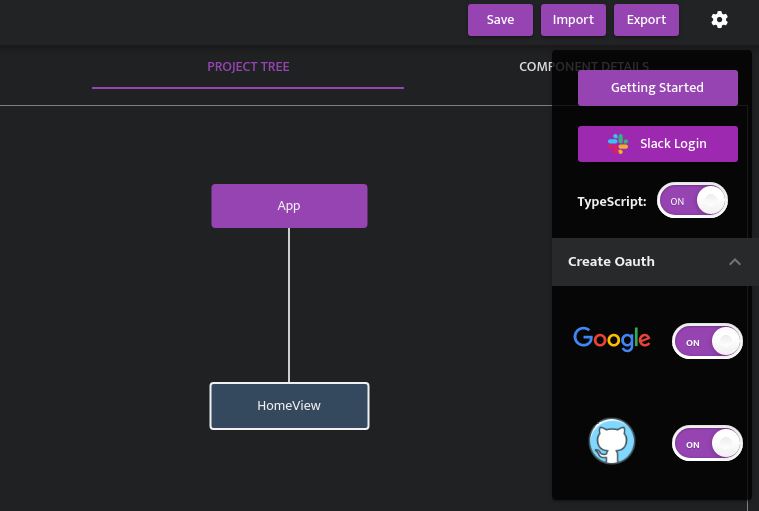 Save Import Export
PROJECT TREE COMPONENT DETAILS
Getting Started
Slack Login
TypeScript: ON
App
Create Oauth
Google ON
HomeView
ON